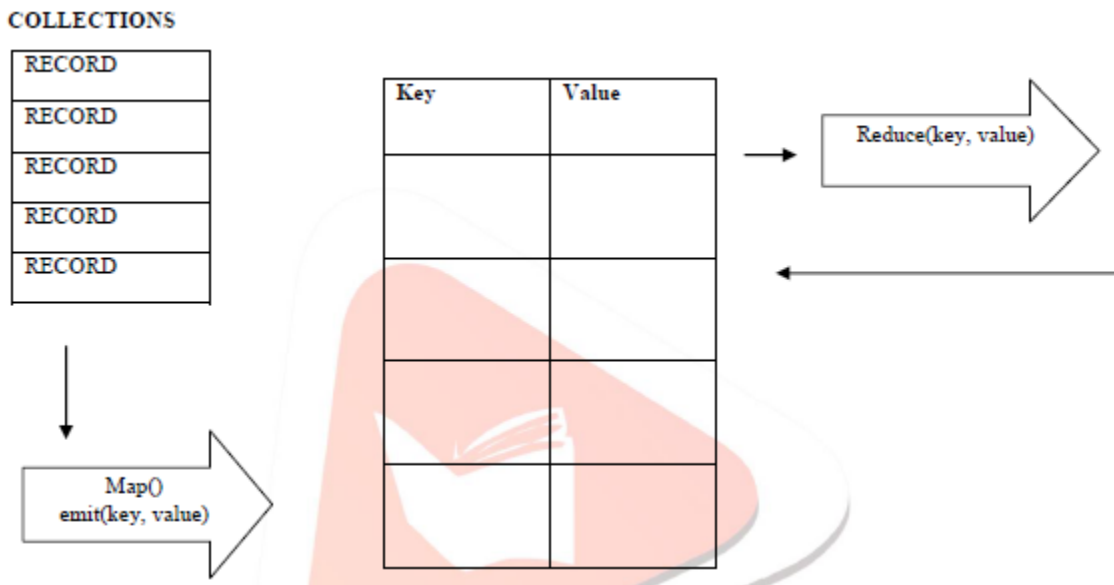 COLLECTIONS
RECORD
RECORD
RECORD
RECORD
RECORD
Map()
emit(key, value)
Key Value
Reduce(key, value)